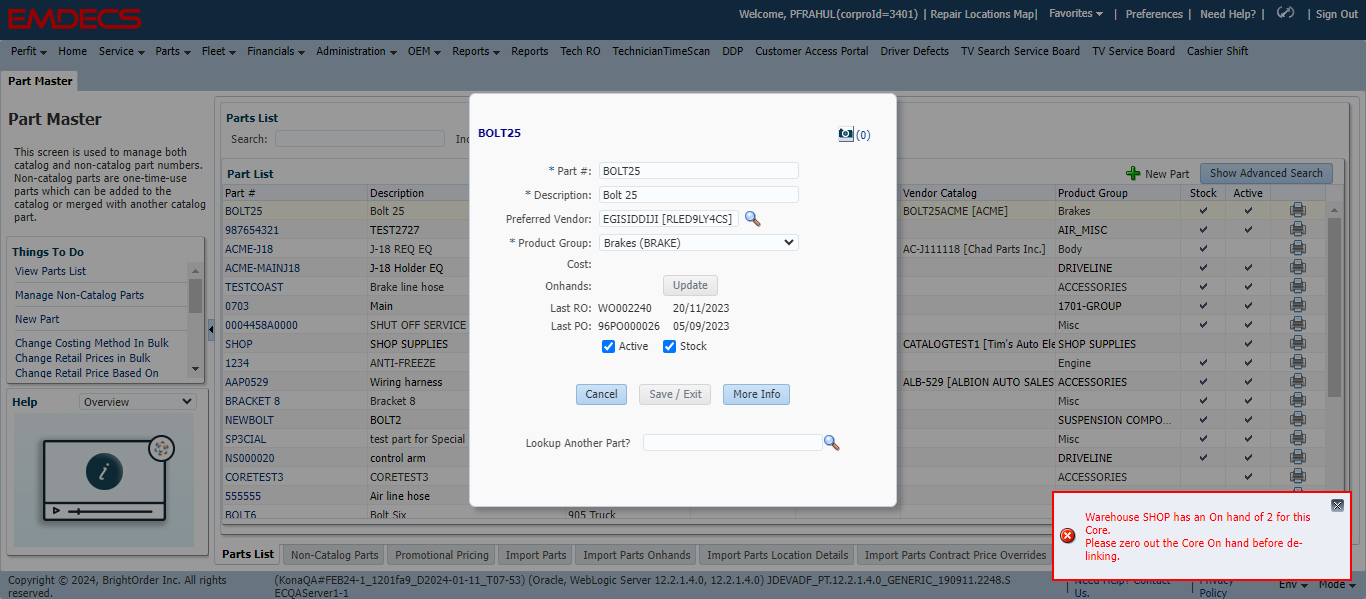 EMDECS
Welcome, PFRAHUL(corproId=3401) | Repair Locations Map| Favorites | Preferences | Need Help? | | Sign Out
Perfit Home Service Parts Fleet Financials Administration OEM Reports Reports Tech RO TechnicianTimeScan DDP Customer Access Portal Driver Defects TV Search Service Board TV Service Board Cashier Shift
Part Master
Part Master
This screen is used to manage both
catalog and non-catalog part numbers.
Non-catalog parts are one-time-use
parts which can be added to the
catalog or merged with another catalog
part.
Things To Do
View Parts List
Manage Non-Catalog Parts
New Part
Change Costing Method In Bulk
Change Retail Prices in Bulk
Change Retail Price Based On
Help Overview
Parts List
Search: Inc
Part List New Part Show Advanced Search
Part # Description Vendor Catalog Product Group Stock Active
BOLT25 Bolt 25 BOLT25ACME [ACME] Brakes
987654321 TEST2727 AIR_MISC
ACME-J18 J-18 REQ EQ AC-J111118 [Chad Parts Inc.] Body
ACME-MAINJ18 J-18 Holder EQ DRIVELINE
TESTCOAST Brake line hose ACCESSORIES
0703 Main 1701-GROUP
0004458A0000 SHUT OFF SERVICE Misc
SHOP SHOP SUPPLIES CATALOGTEST1 [Tim's Auto Ele SHOP SUPPLIES
1234 ANTI-FREEZE Engine
AAP0529 Wiring harness ALB-529 [ALBION AUTO SALES ACCESSORIES
BRACKET 8 Bracket 8 Misc
NEWBOLT BOLT2 SUSPENSION COMPO...
SP3CIAL test part for Special Misc
NS000020 control arm DRIVELINE
CORETEST3 CORETEST3 ACCESSORIES
555555 Air line hose
BOLT6 Bolt Six 905 Truck
BOLT25 (0)
* Part #: BOLT25
* Description: Bolt 25
Preferred Vendor: EGISIDDIJI [RLED9LY4CS]
* Product Group: Brakes (BRAKE)
Cost:
Onhands: Update
Last RO: WO002240 20/11/2023
Last PO: 96PO000026 05/09/2023
Active Stock
Cancel Save / Exit More Info
Lookup Another Part?
Warehouse SHOP has an On hand of 2 for this
Core.
Please zero out the Core On hand before de-
linking.
Parts List Non-Catalog Parts Promotional Pricing Import Parts Import Parts Onhands Import Parts Location Details Import Parts Contract Price Overrides
Copyright © 2024, BrightOrder Inc. All rights
reserved.
(KonaQA#FEB24-1_1201fa9_D2024-01-11_T07-53) (Oracle, WebLogic Server 12.2.1.4.0, 12.2.1.4.0) JDEVADF_PT.12.2.1.4.0_GENERIC_190911.2248.S
ECQAServer1-1
Need Help? Contact
Us.
Privacy
Policy
Env Mode